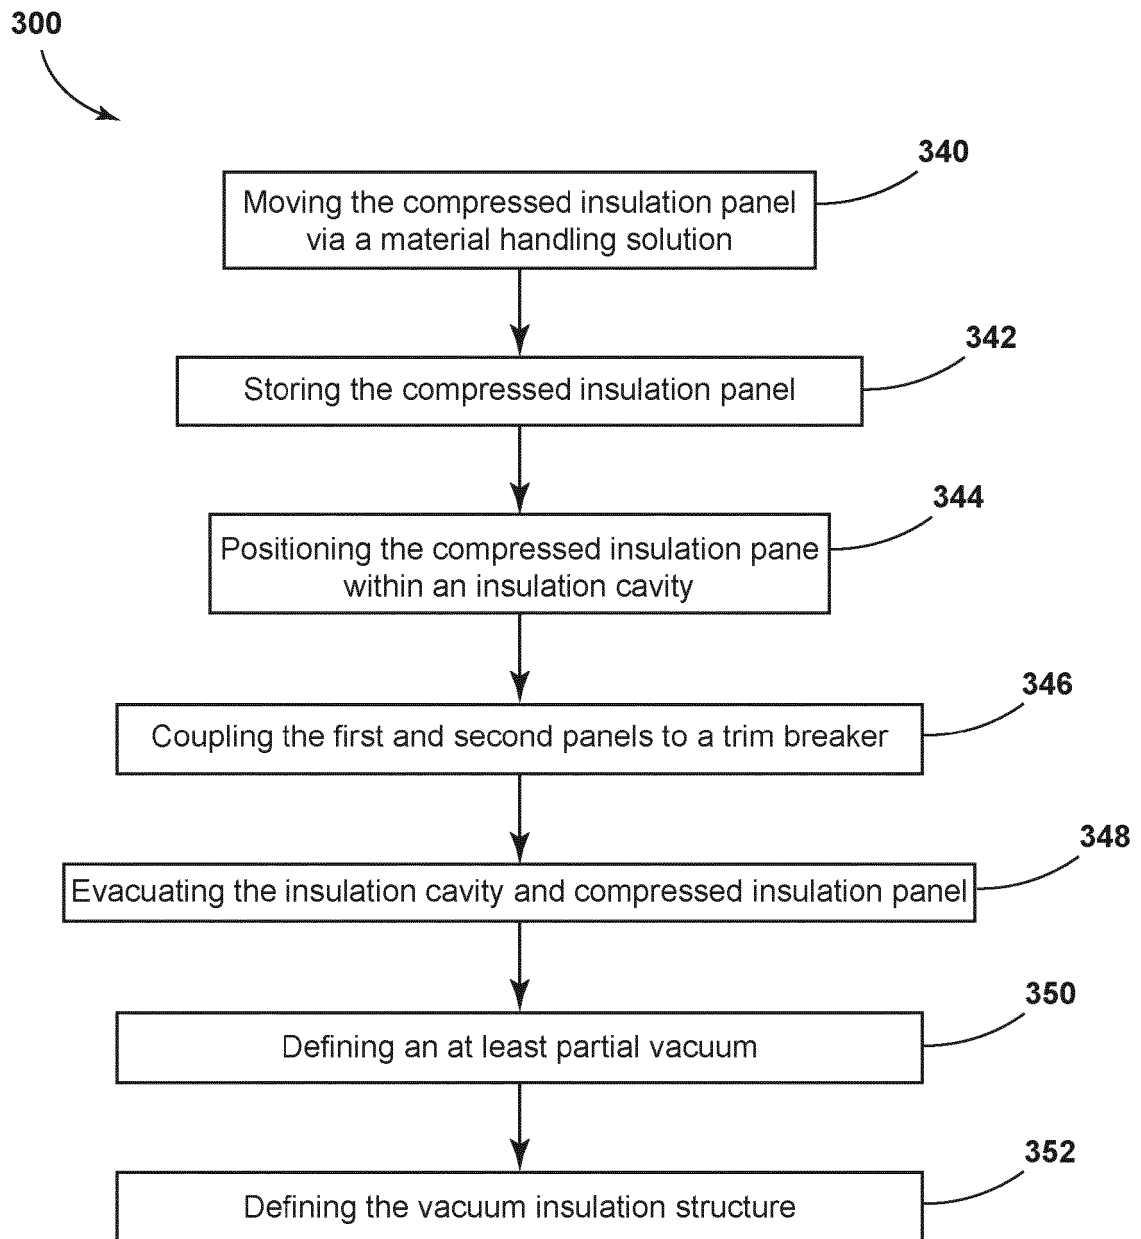 300
340
Moving the compressed insulation panel
via a material handling solution
342
Storing the compressed insulation panel
344
Positioning the compressed insulation pane
within an insulation cavity
346
Coupling the first and second panels to a trim breaker
348
Evacuating the insulation cavity and compressed insulation panel
350
Defining an at least partial vacuum
352
Defining the vacuum insulation structure